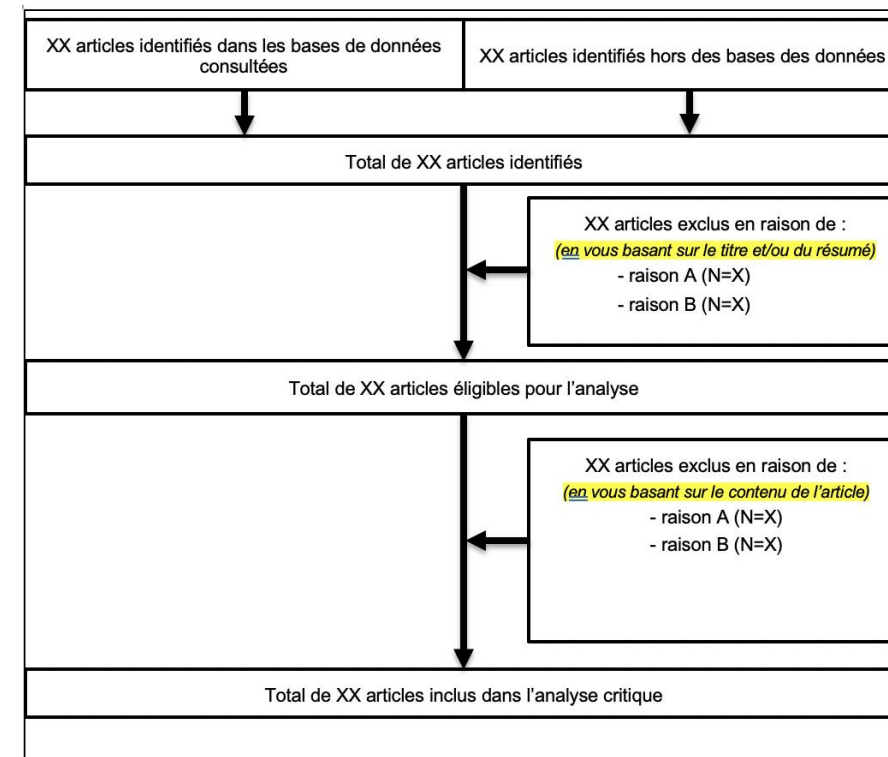 XX articles identifiés dans les bases de données
consultées
XX articles identifiés hors des bases des données
Total de XX articles identifiés
XX articles exclus en raison de :
(en vous basant sur le titre et/ou du résumé)
- raison A (N=X)
- raison B (N=X)
Total de XX articles éligibles pour l’analyse
XX articles exclus en raison de :
(en vous basant sur le contenu de l’article)
- raison A (N=X)
- raison B (N=X)
Total de XX articles inclus dans l’analyse critique